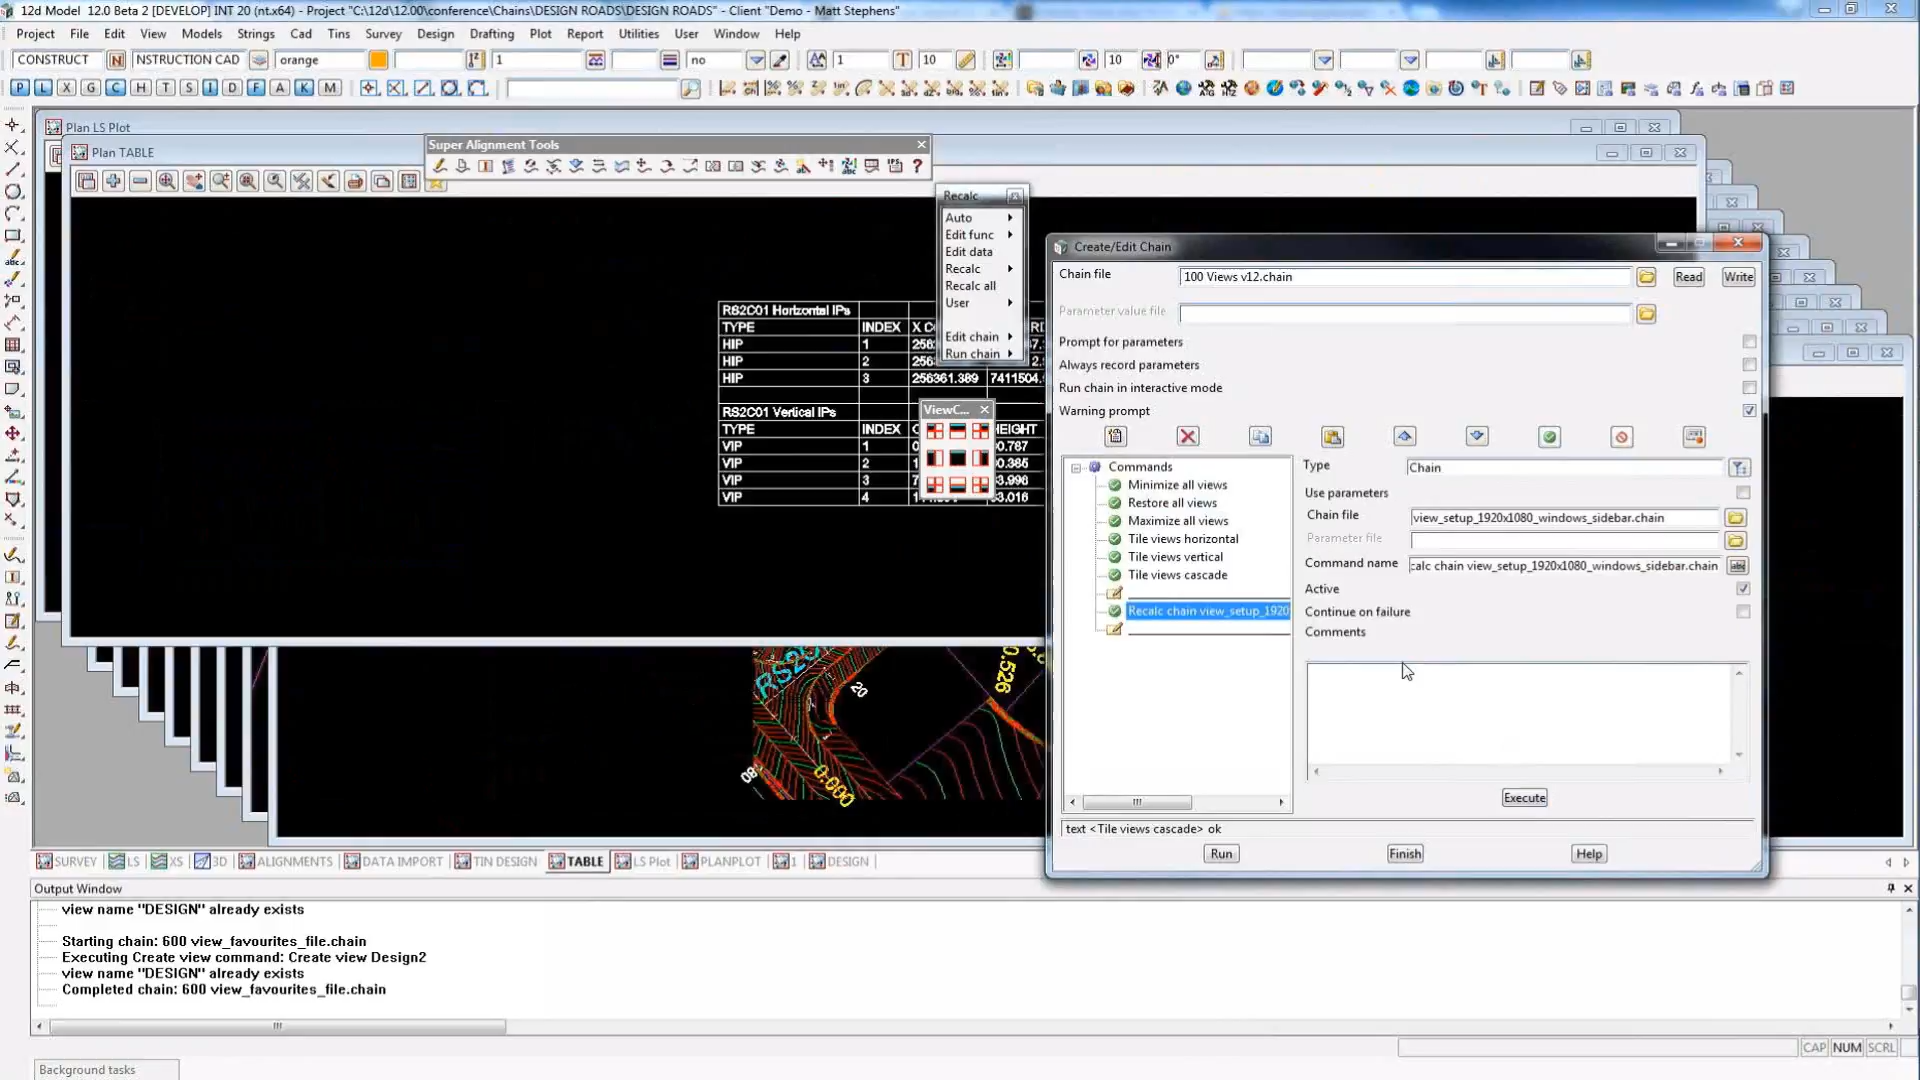 12d Model 12.0 Beta 2 [DEVELOP] INT 20 (nt.x64) - Project "C:\12d\12.00\conference\Chains\DESIGN ROADS\DESIGN ROADS" - Client "Demo - Matt Stephens"
Project File Edit View Models Strings Cad Tins Survey Design Drafting Plot Report Utilities User Window Help
CONSTRUCT N NSTRUCTION CAD orange 1 no 1 T 10 10 0°
P L X G C H T S I D F A K M
Plan LS Plot
Plan TABLE
Super Alignment Tools
Recalc
Auto
Edit func
Edit data
Recalc
Recalc all
User
Edit chain
Run chain
RS2C01 Horizontal IPs
TYPE INDEX
HIP 1
HIP 2
HIP 3 256361.389
RS2C01 Vertical IPs
TYPE INDEX HEIGHT
VIP 1
VIP 2
VIP 3
VIP 4
ViewC...
20
0.526
80
0.000
Create/Edit Chain
Chain file 100 Views v12.chain Read Write
Parameter value file
Prompt for parameters
Always record parameters
Run chain in interactive mode
Warning prompt
Commands
Minimize all views
Restore all views
Maximize all views
Tile views horizontal
Tile views vertical
Tile views cascade
Recalc chain view_setup_1920
Type Chain
Use parameters
Chain file view_setup_1920x1080_windows_sidebar.chain
Parameter file
Command name calc chain view_setup_1920x1080_windows_sidebar.chain
Active
Continue on failure
Comments
Execute
text <Tile views cascade> ok
Run Finish Help
SURVEY LS XS 3D ALIGNMENTS DATA IMPORT TIN DESIGN TABLE LS Plot PLANPLOT 1 DESIGN
Output Window
view name "DESIGN" already exists
Starting chain: 600 view_favourites_file.chain
Executing Create view command: Create view Design2
view name "DESIGN" already exists
Completed chain: 600 view_favourites_file.chain
CAP NUM SCRL
Background tasks